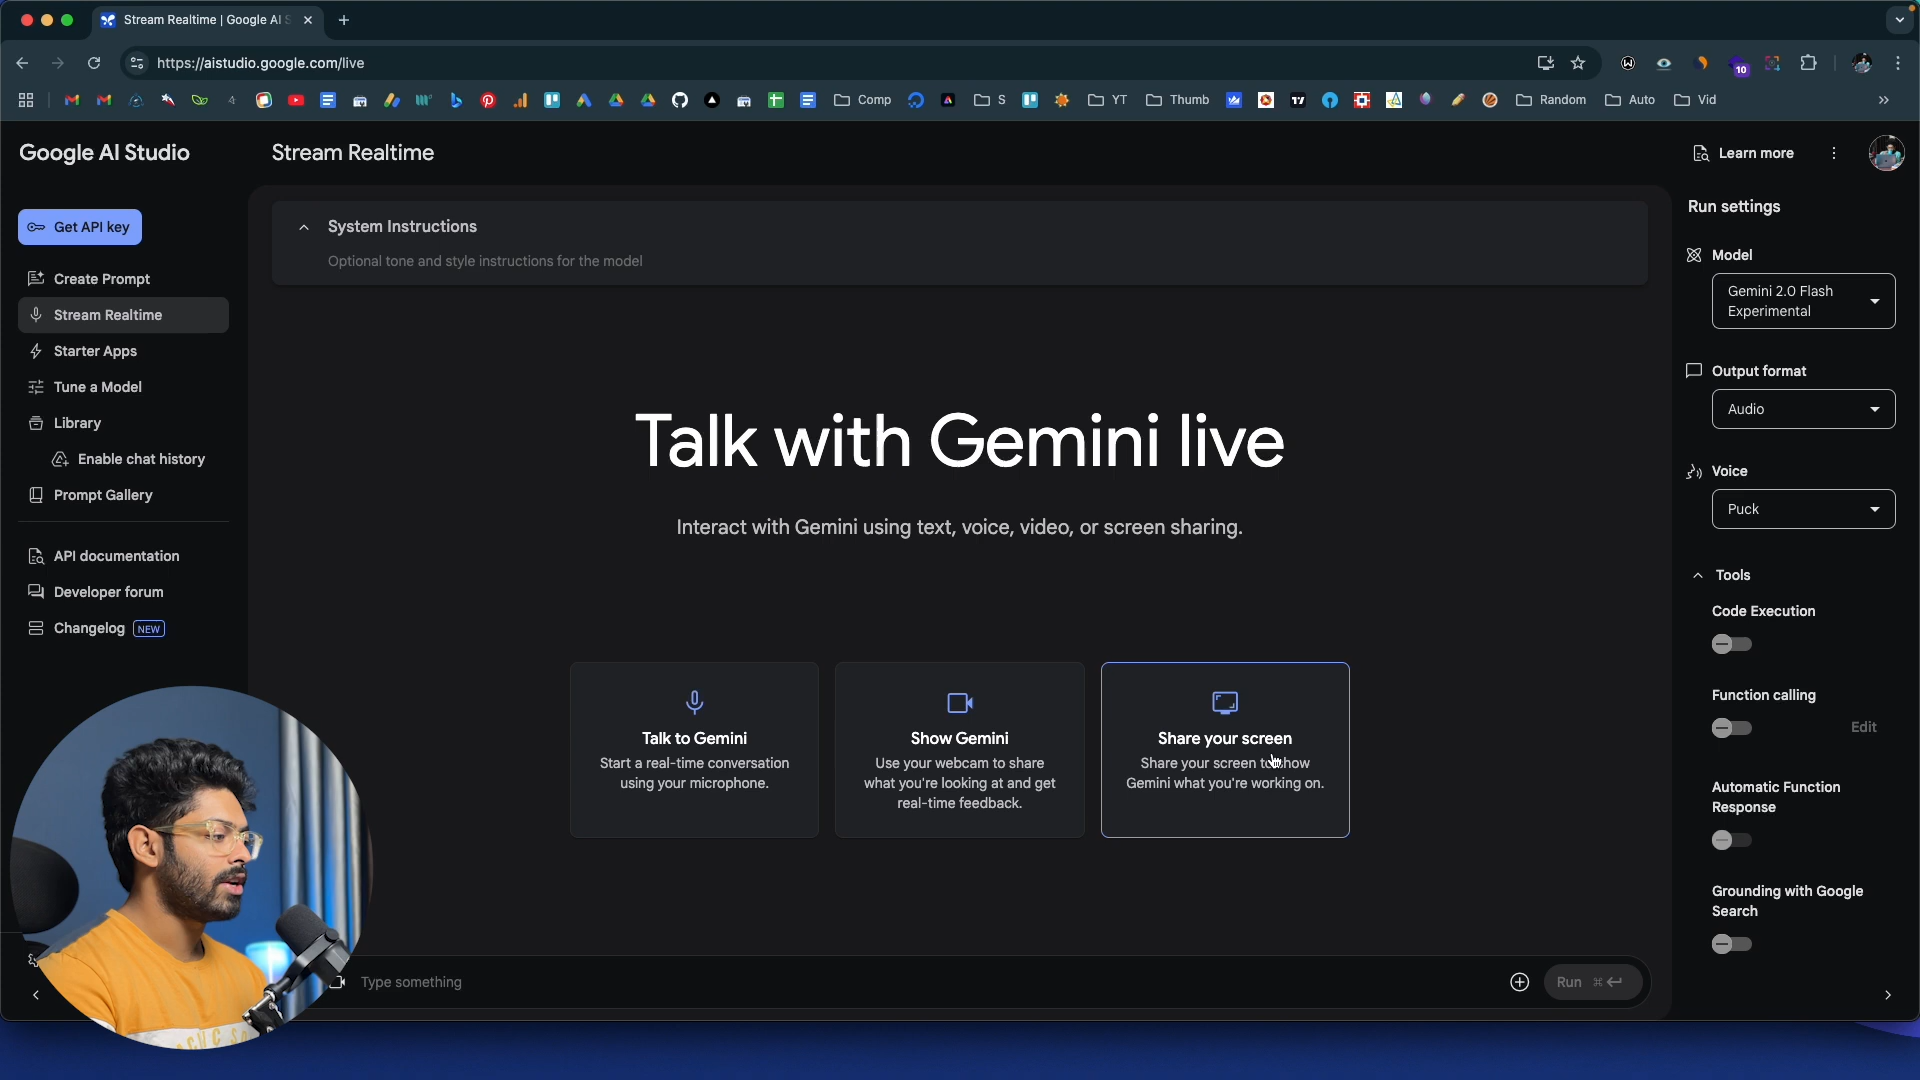 Stream Realtime | Google AI S
https://aistudio.google.com/live
10
Comp
S
YT
Thumb
Random
Auto
Vid
Google AI Studio
Stream Realtime
Learn more
Get API key
Create Prompt
Stream Realtime
Starter Apps
Tune a Model
Library
Enable chat history
Prompt Gallery
API documentation
Developer forum
Changelog NEW
System Instructions
Optional tone and style instructions for the model
Talk with Gemini live
Interact with Gemini using text, voice, video, or screen sharing.
Talk to Gemini
Start a real-time conversation
using your microphone.
Show Gemini
Use your webcam to share
what you're looking at and get
real-time feedback.
Share your screen
Share your screen to show
Gemini what you're working on.
Type something
Run ⌘↵
Run settings
Model
Gemini 2.0 Flash
Experimental
Output format
Audio
Voice
Puck
Tools
Code Execution
Function calling
Edit
Automatic Function
Response
Grounding with Google
Search